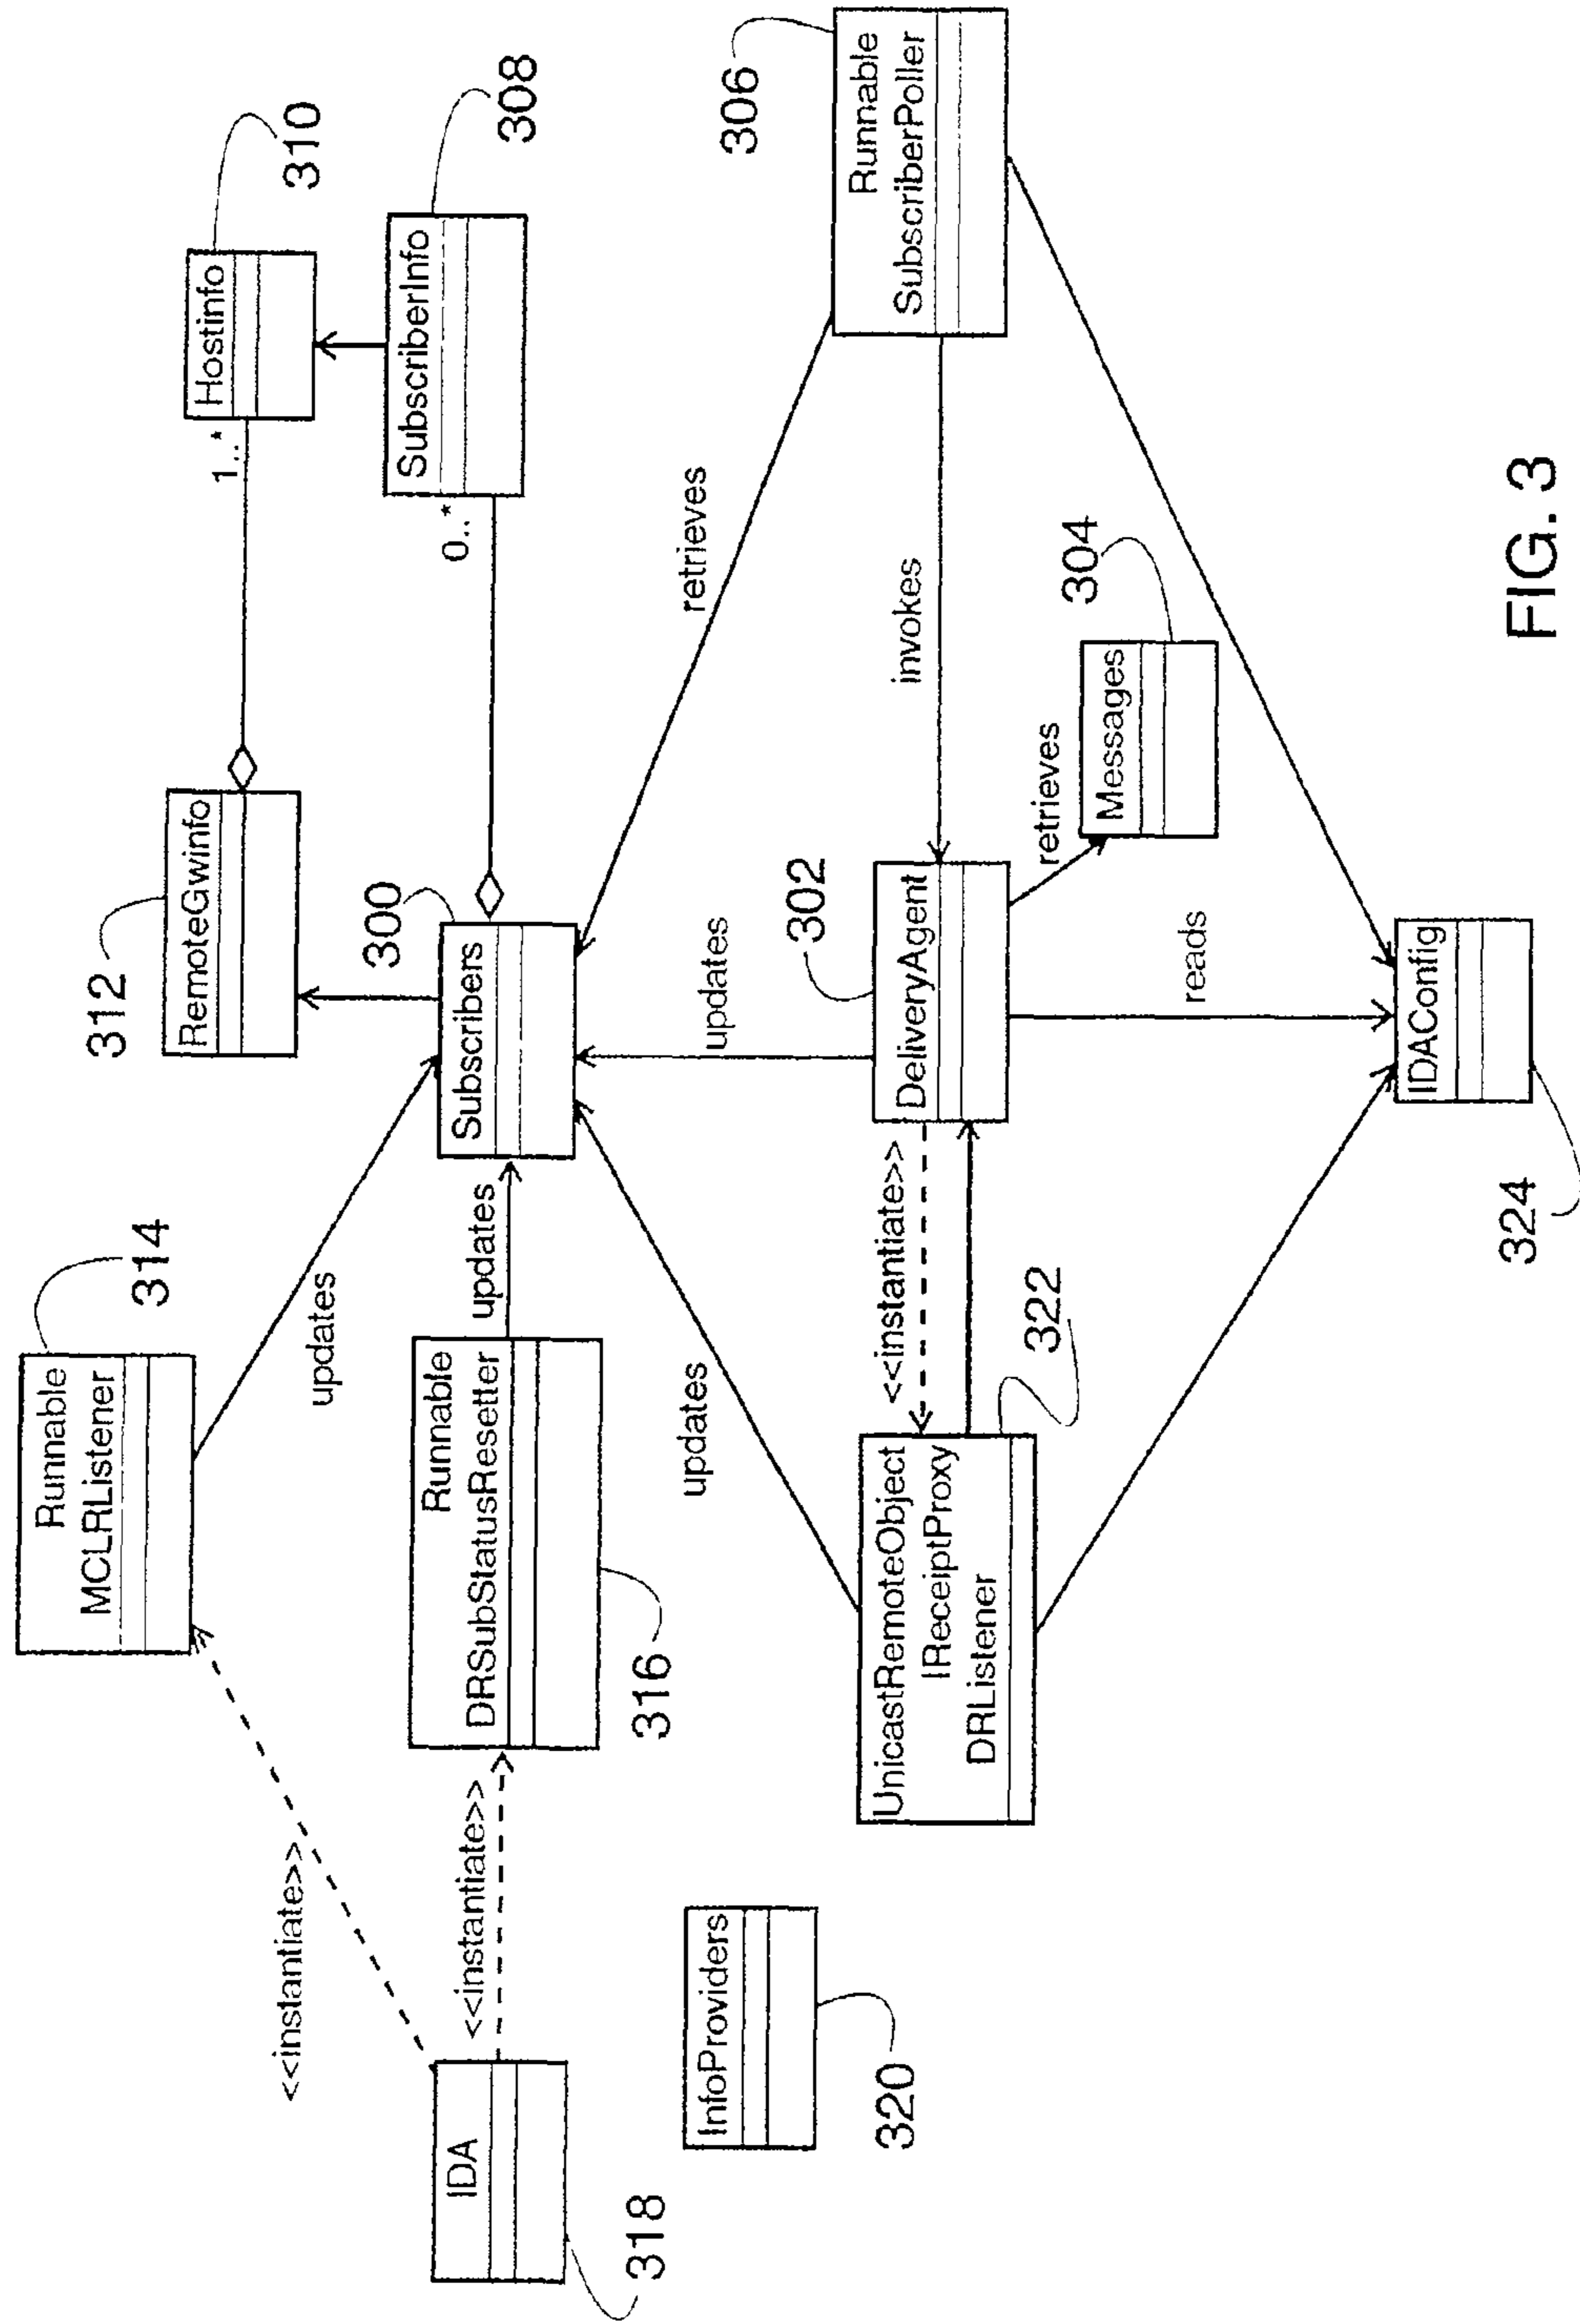 Runnable
MCLRListener
314
<<instantiate>>
updates
312
RemoteGwinfo
1..*
Hostinfo
310
IDA
318
<<instantiate>>
Runnable
DRSubStatusResetter
316
updates
Subscribers
300
0..*
SubscriberInfo
308
InfoProviders
320
updates
updates
retrieves
UnicastRemoteObject
IReceiptProxy
DRListener
322
<<instantiate>>
DeliveryAgent
302
invokes
Runnable
SubscriberPoller
306
retrieves
Messages
304
reads
IDAConfig
324
FIG. 3